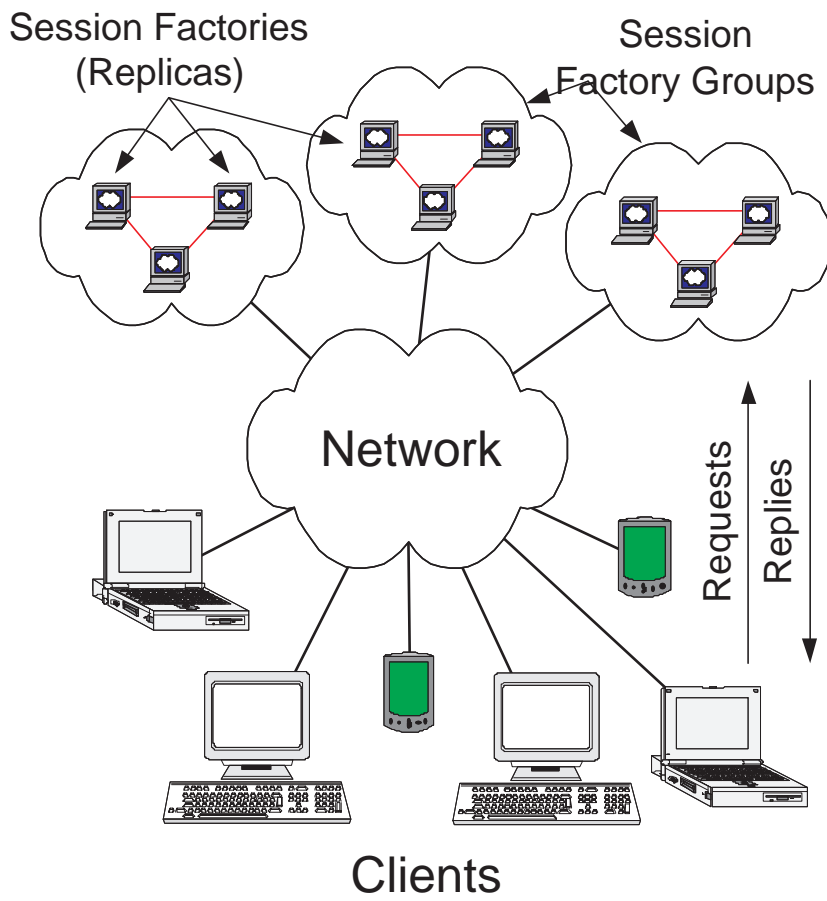 Session Factories
(Replicas)
Session
Factory Groups
Network
Requests
Replies
Clients